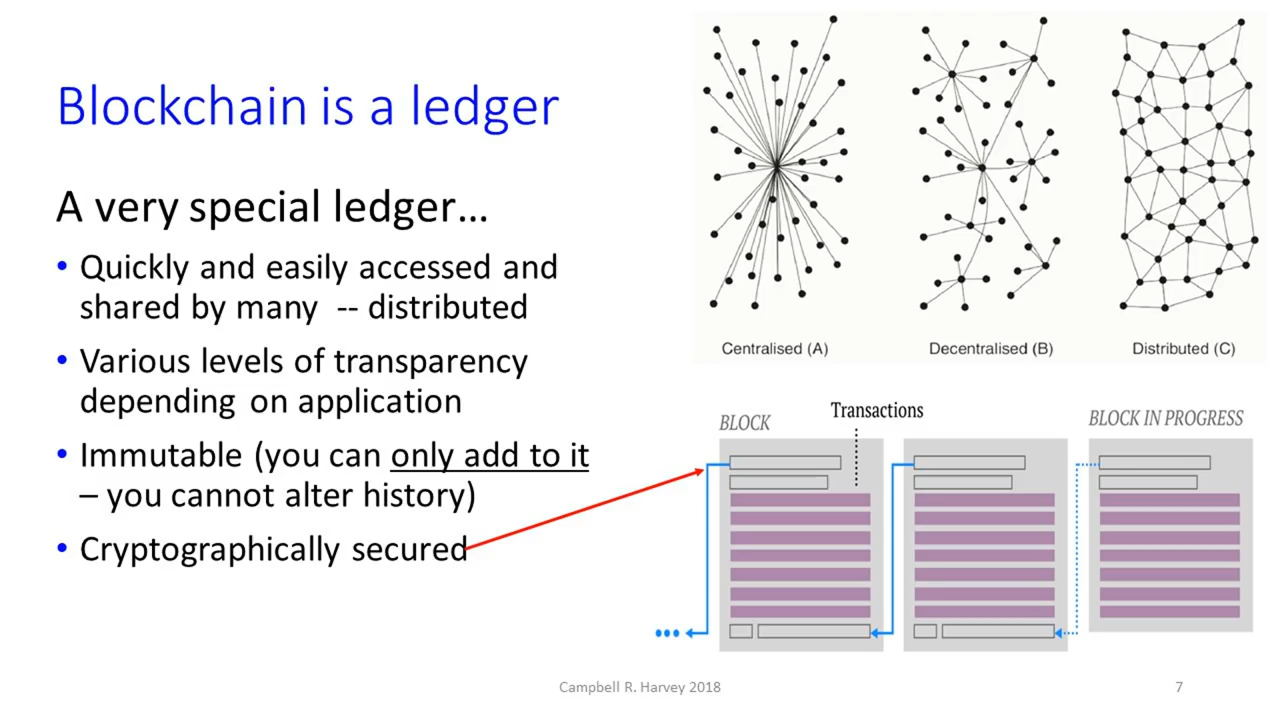 Blockchain is a ledger
A very special ledger…
• Quickly and easily accessed and
shared by many -- distributed
• Various levels of transparency
depending on application
• Immutable (you can only add to it
– you cannot alter history)
• Cryptographically secured
Centralised (A)
Decentralised (B)
Distributed (C)
BLOCK
Transactions
BLOCK IN PROGRESS
Campbell R. Harvey 2018
7